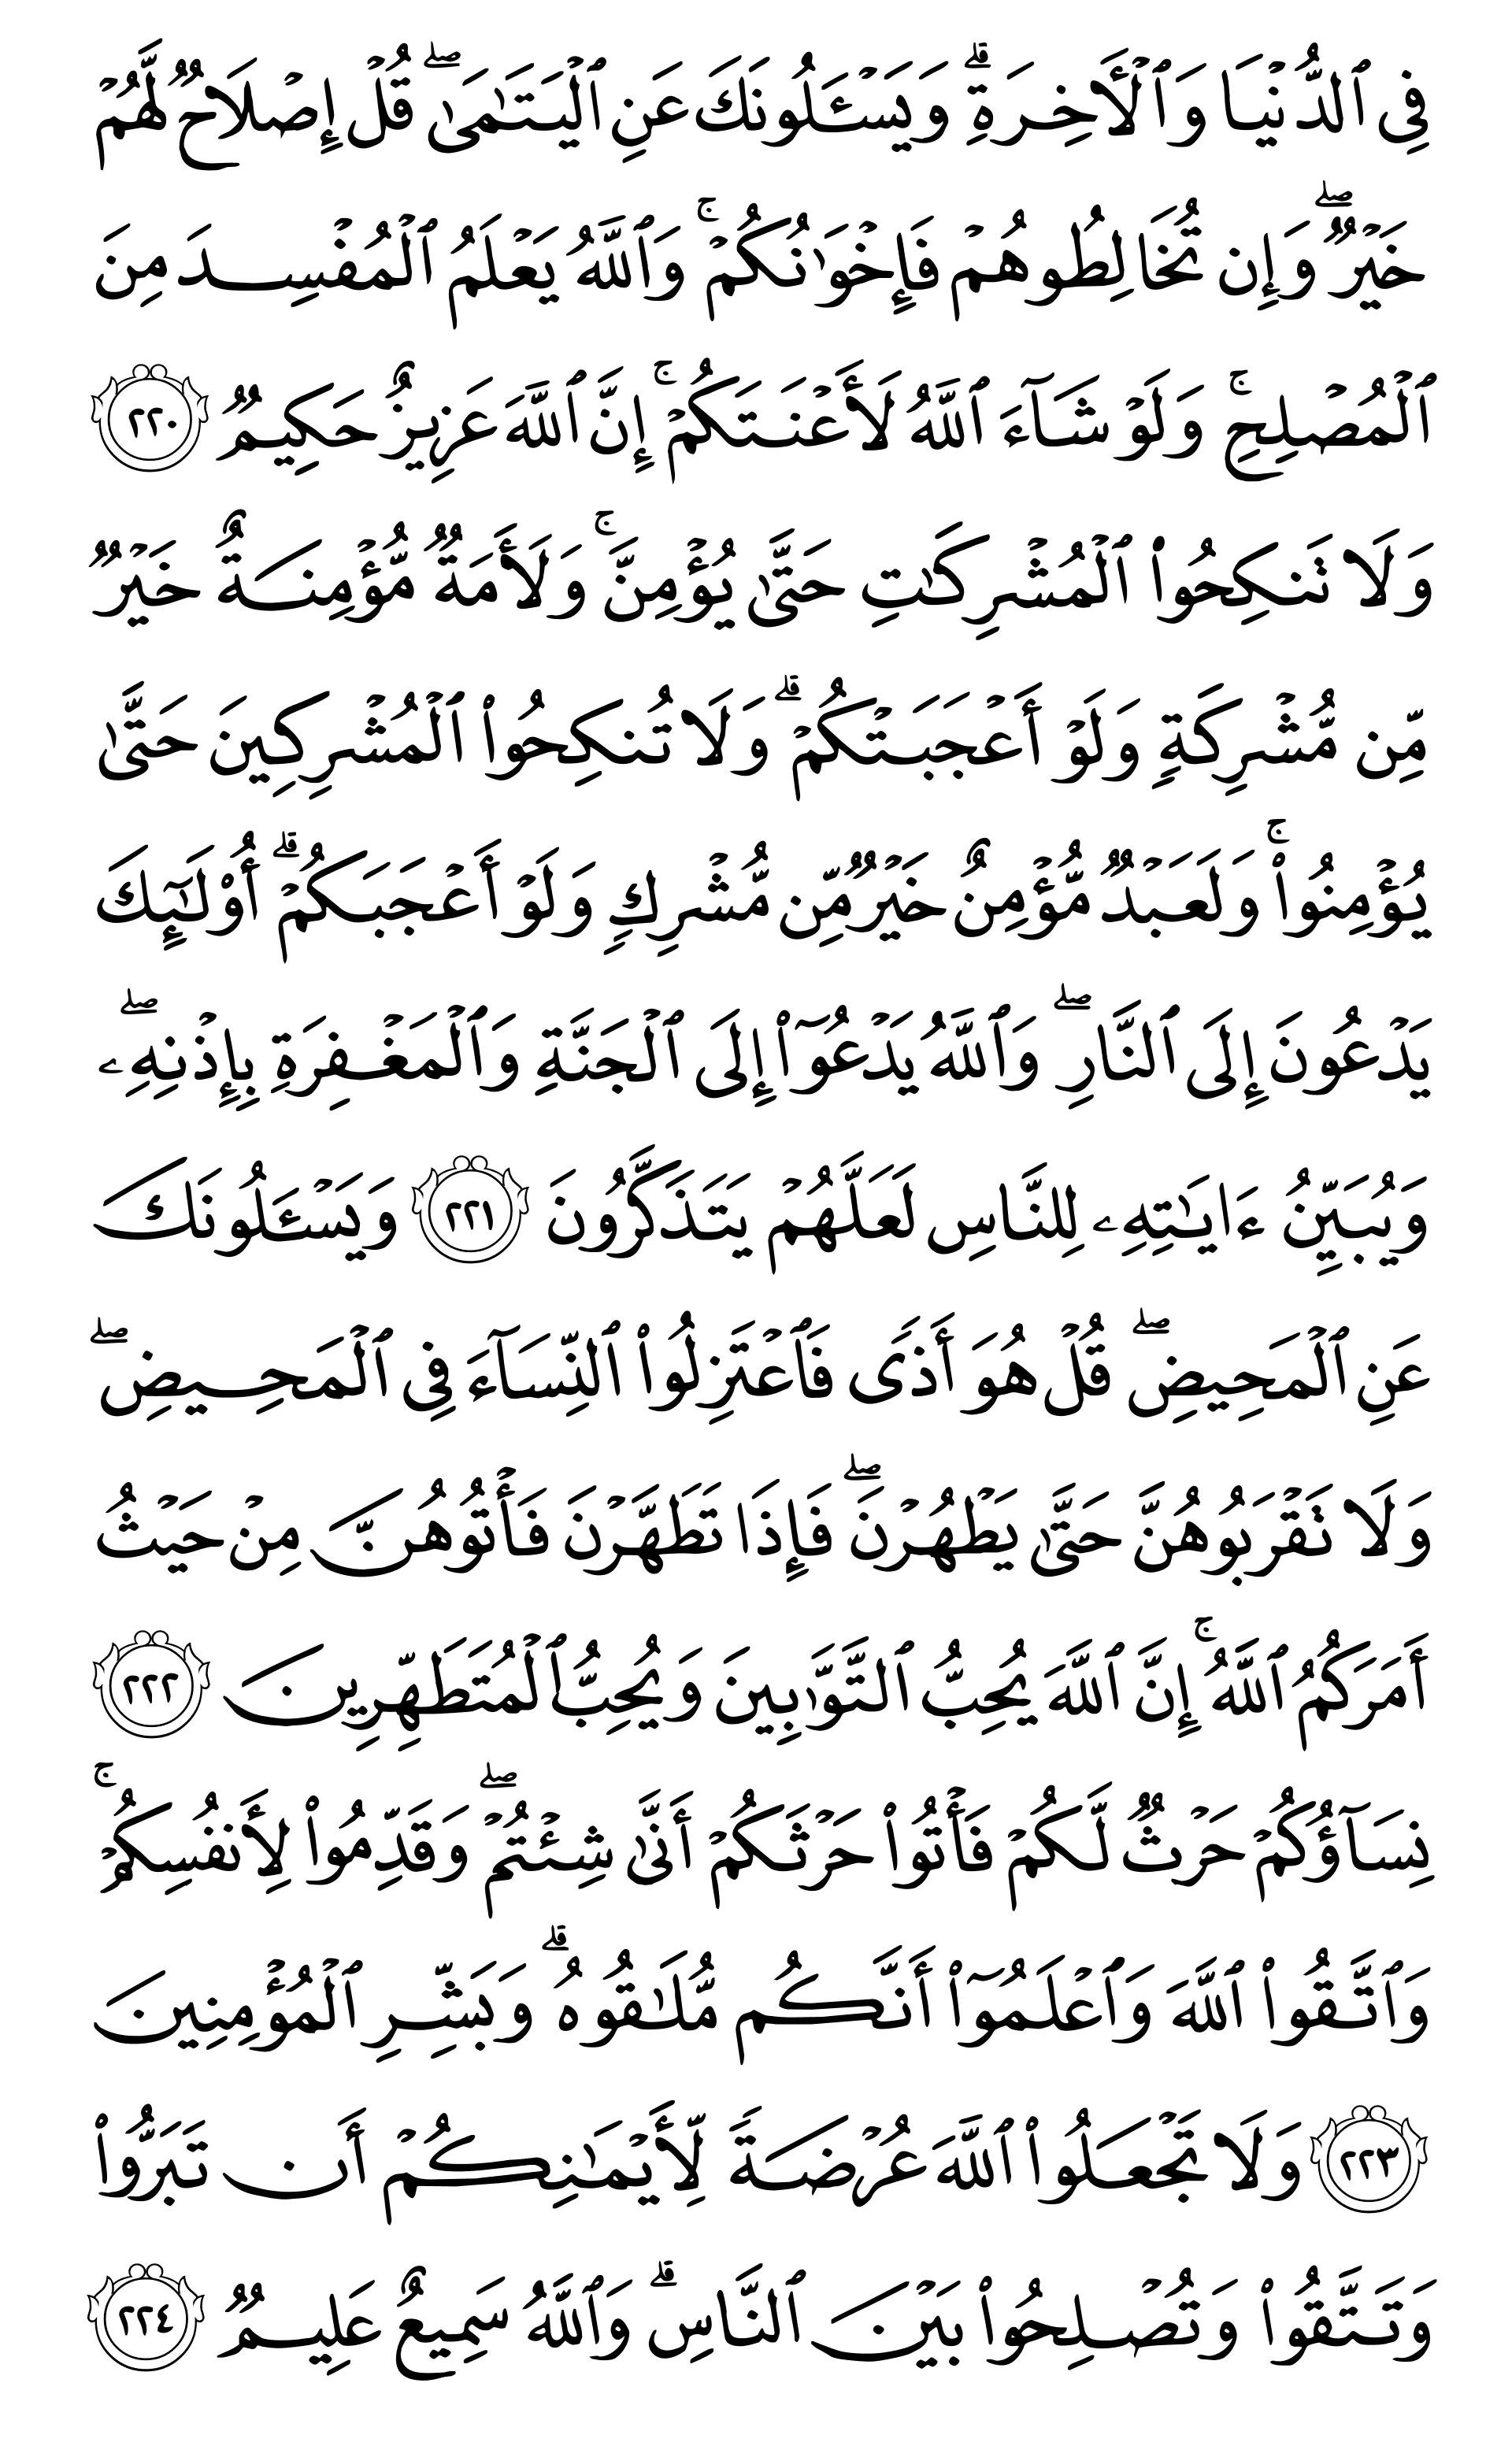 فِى ٱلدُّنۡيَا وَٱلۡأٓخِرَةِۗ وَيَسۡـَٔلُونَكَ عَنِ ٱلۡيَتَٰمَىٰۖ قُلۡ إِصۡلَاحٞ لَّهُمۡ
خَيۡرٞۖ وَإِن تُخَالِطُوهُمۡ فَإِخۡوَٰنُكُمۡۚ وَٱللَّهُ يَعۡلَمُ ٱلۡمُفۡسِدَ مِنَ
ٱلۡمُصۡلِحِۚ وَلَوۡ شَآءَ ٱللَّهُ لَأَعۡنَتَكُمۡۚ إِنَّ ٱللَّهَ عَزِيزٌ حَكِيمٞ ٢٢٠
وَلَا تَنكِحُواْ ٱلۡمُشۡرِكَٰتِ حَتَّىٰ يُؤۡمِنَّۚ وَلَأَمَةٞ مُّؤۡمِنَةٌ خَيۡرٞ
مِّن مُّشۡرِكَةٖ وَلَوۡ أَعۡجَبَتۡكُمۡۗ وَلَا تُنكِحُواْ ٱلۡمُشۡرِكِينَ حَتَّىٰ
يُؤۡمِنُواْۚ وَلَعَبۡدٞ مُّؤۡمِنٌ خَيۡرٞ مِّن مُّشۡرِكٖ وَلَوۡ أَعۡجَبَكُمۡۗ أُوْلَٰٓئِكَ
يَدۡعُونَ إِلَى ٱلنَّارِۖ وَٱللَّهُ يَدۡعُوٓاْ إِلَى ٱلۡجَنَّةِ وَٱلۡمَغۡفِرَةِ بِإِذۡنِهِۦۖ
وَيُبَيِّنُ ءَايَٰتِهِۦ لِلنَّاسِ لَعَلَّهُمۡ يَتَذَكَّرُونَ ٢٢١ وَيَسۡـَٔلُونَكَ
عَنِ ٱلۡمَحِيضِۖ قُلۡ هُوَ أَذٗى فَٱعۡتَزِلُواْ ٱلنِّسَآءَ فِى ٱلۡمَحِيضِۖ
وَلَا تَقۡرَبُوهُنَّ حَتَّىٰ يَطۡهُرۡنَۖ فَإِذَا تَطَهَّرۡنَ فَأۡتُوهُنَّ مِنۡ حَيۡثُ
أَمَرَكُمُ ٱللَّهُۚ إِنَّ ٱللَّهَ يُحِبُّ ٱلتَّوَّٰبِينَ وَيُحِبُّ ٱلۡمُتَطَهِّرِينَ ٢٢٢
نِسَآؤُكُمۡ حَرۡثٞ لَّكُمۡ فَأۡتُواْ حَرۡثَكُمۡ أَنَّىٰ شِئۡتُمۡۖ وَقَدِّمُواْ لِأَنفُسِكُمۡۚ
وَٱتَّقُواْ ٱللَّهَ وَٱعۡلَمُوٓاْ أَنَّكُم مُّلَٰقُوهُۗ وَبَشِّرِ ٱلۡمُؤۡمِنِينَ
٢٢٣ وَلَا تَجۡعَلُواْ ٱللَّهَ عُرۡضَةٗ لِّأَيۡمَٰنِكُمۡ أَن تَبَرُّواْ
وَتَتَّقُواْ وَتُصۡلِحُواْ بَيۡنَ ٱلنَّاسِۗ وَٱللَّهُ سَمِيعٌ عَلِيمٞ ٢٢٤